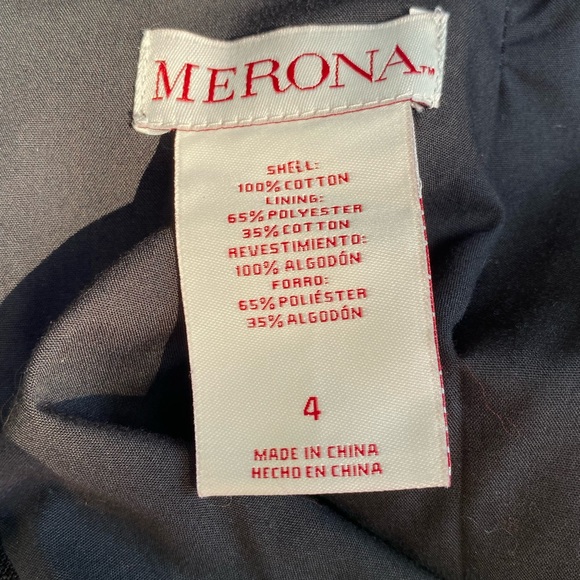 MERONA™
SHELL:
100% COTTON
LINING:
65% POLYESTER
35% COTTON
REVESTIMIENTO:
100% ALGODÓN
FORRO:
65% POLIÉSTER
35% ALGODÓN
4
MADE IN CHINA
HECHO EN CHINA